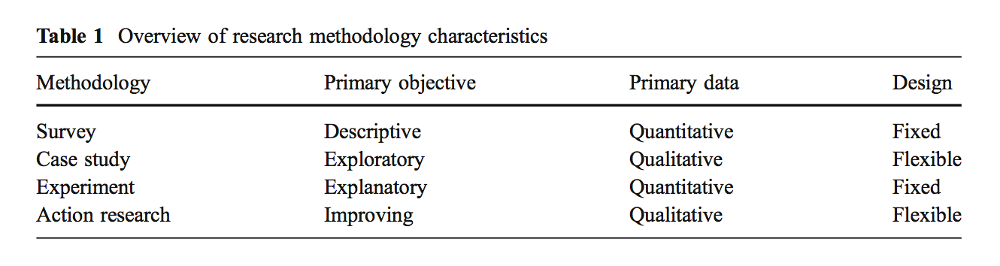 Table 1 Overview of research methodology characteristics
Methodology Primary objective Primary data Design
Survey Descriptive Quantitative Fixed
Case study Exploratory Qualitative Flexible
Experiment Explanatory Quantitative Fixed
Action research Improving Qualitative Flexible